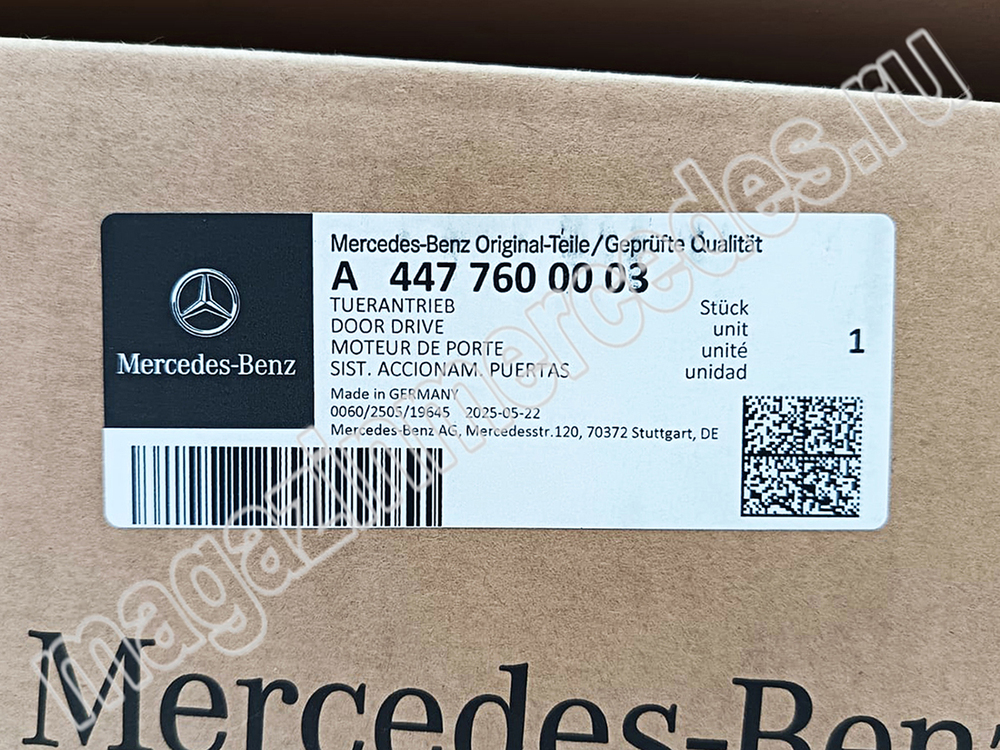 Mercedes-Benz Original-Teile/Geprüfte Qualität
A 447 760 00 03
TUERANTRIEB Stück
DOOR DRIVE unit
MOTEUR DE PORTE unité
SIST. ACCIONAM. PUERTAS unidad
1
Mercedes-Benz
Made in GERMANY
0060/2505/19645 2025-05-22
Mercedes-Benz AG, Mercedesstr.120, 70372 Stuttgart, DE
magazinmercedes.ru
Mercedes-Benz